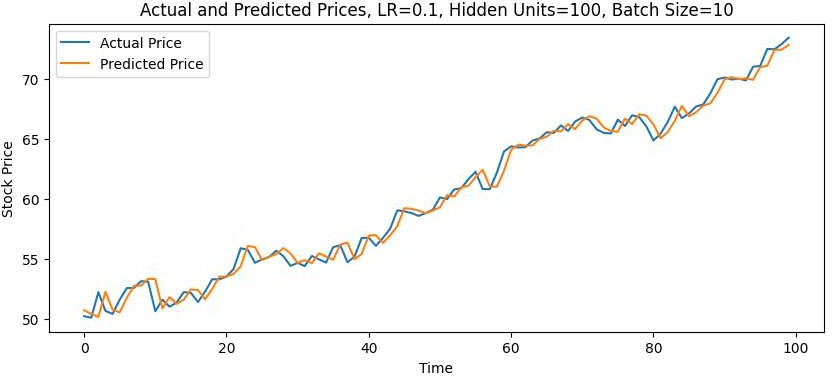 Actual and Predicted Prices, LR=0.1, Hidden Units=100, Batch Size=10
Actual Price
Predicted Price
Stock Price
70
65
60
55
50
0 20 40 60 80 100
Time